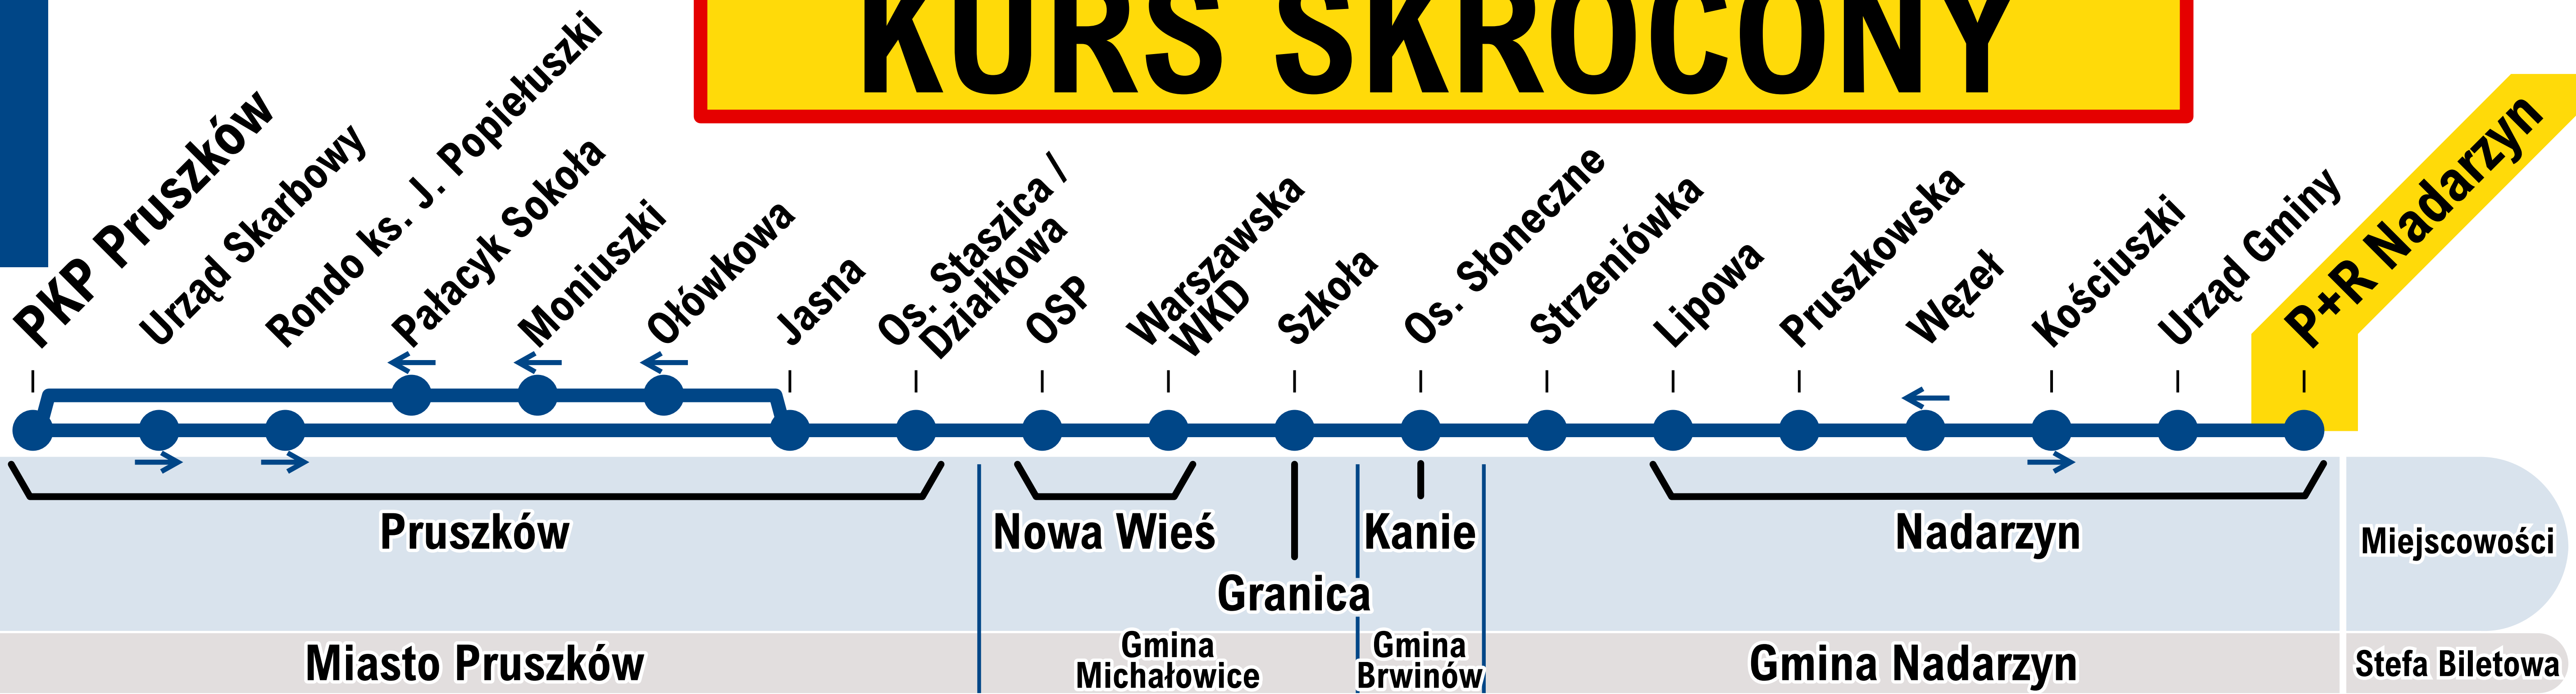 KURS SKRÓCONY
PKP Pruszków
Urząd Skarbowy
Rondo ks. J. Popiełuszki
Pałacyk Sokoła
Moniuszki
Ołówkowa
Jasna
Os. Staszica /
Działkowa
OSP
Warszawska
WKD
Szkoła
Os. Słoneczne
Strzeniówka
Lipowa
Pruszkowska
Węzeł
Kościuszki
Urząd Gminy
P+R Nadarzyn
Pruszków
Nowa Wieś
Granica
Kanie
Nadarzyn
Miejscowości
Miasto Pruszków
Gmina
Michałowice
Gmina
Brwinów
Gmina Nadarzyn
Stefa Biletowa